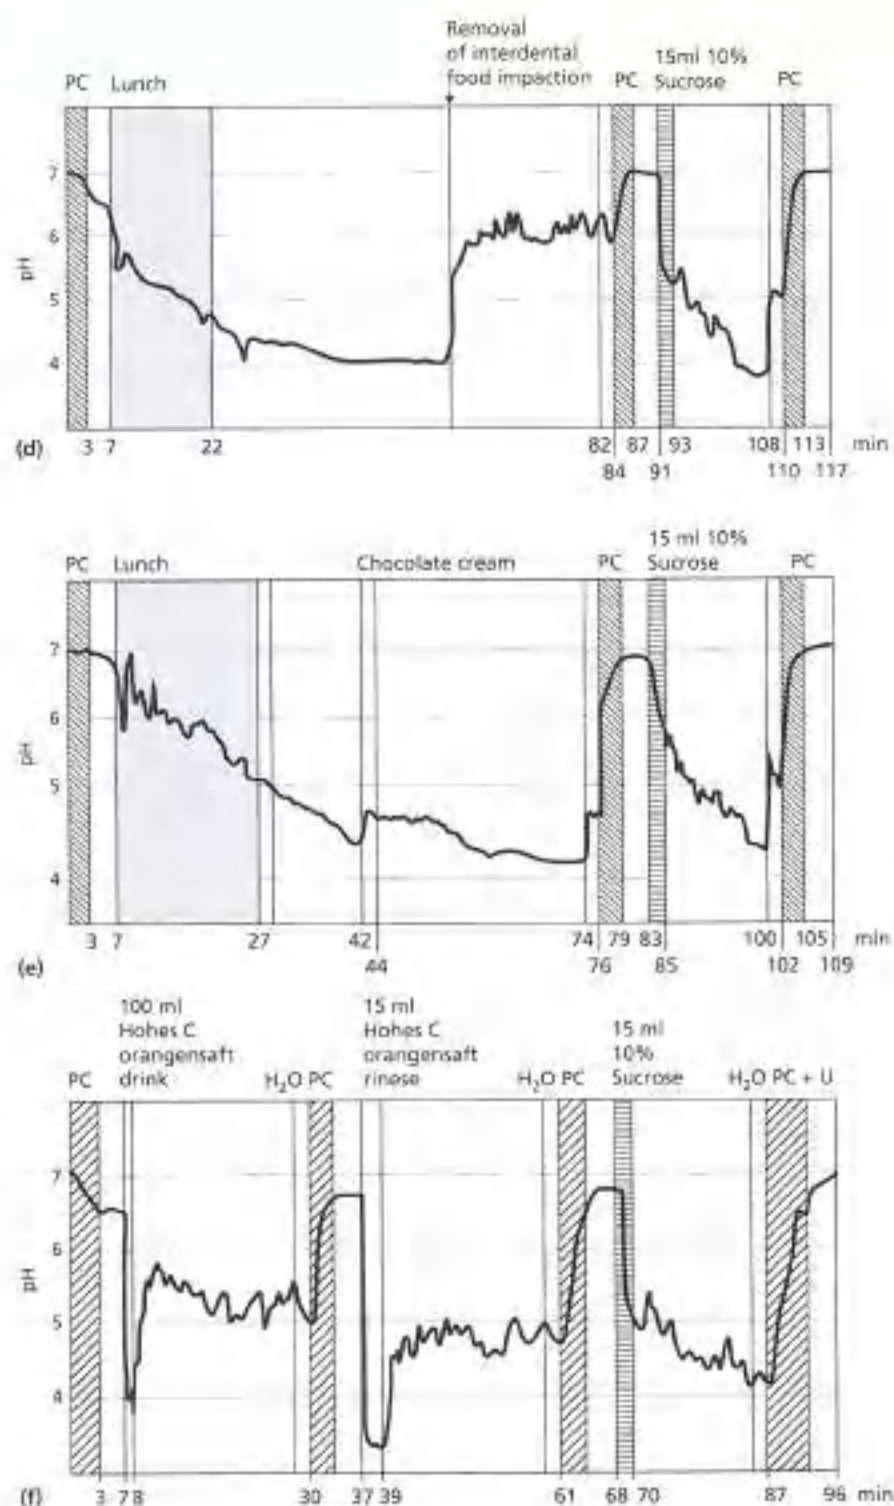 Removal
of interdental
food impaction
15ml 10%
PC Lunch PC Sucrose PC
7
6
pH
5
4
(d) 3 7 22 82 87 93 108 113 min
84 91 110 117
15 ml 10%
PC Lunch Chocolate cream PC Sucrose PC
7
6
pH
5
4
3 7 27 42 74 79 83 100 105 min
(e) 44 76 85 102 109
100 ml
Hohes C
orangensaft
drink
15 ml
Hohes C
orangensaft
rinese
15 ml
10%
Sucrose
PC H₂O PC H₂O PC H₂O PC + U
7
6
pH
5
4
(f) 3 7 8 30 37 39 61 68 70 87 96 min